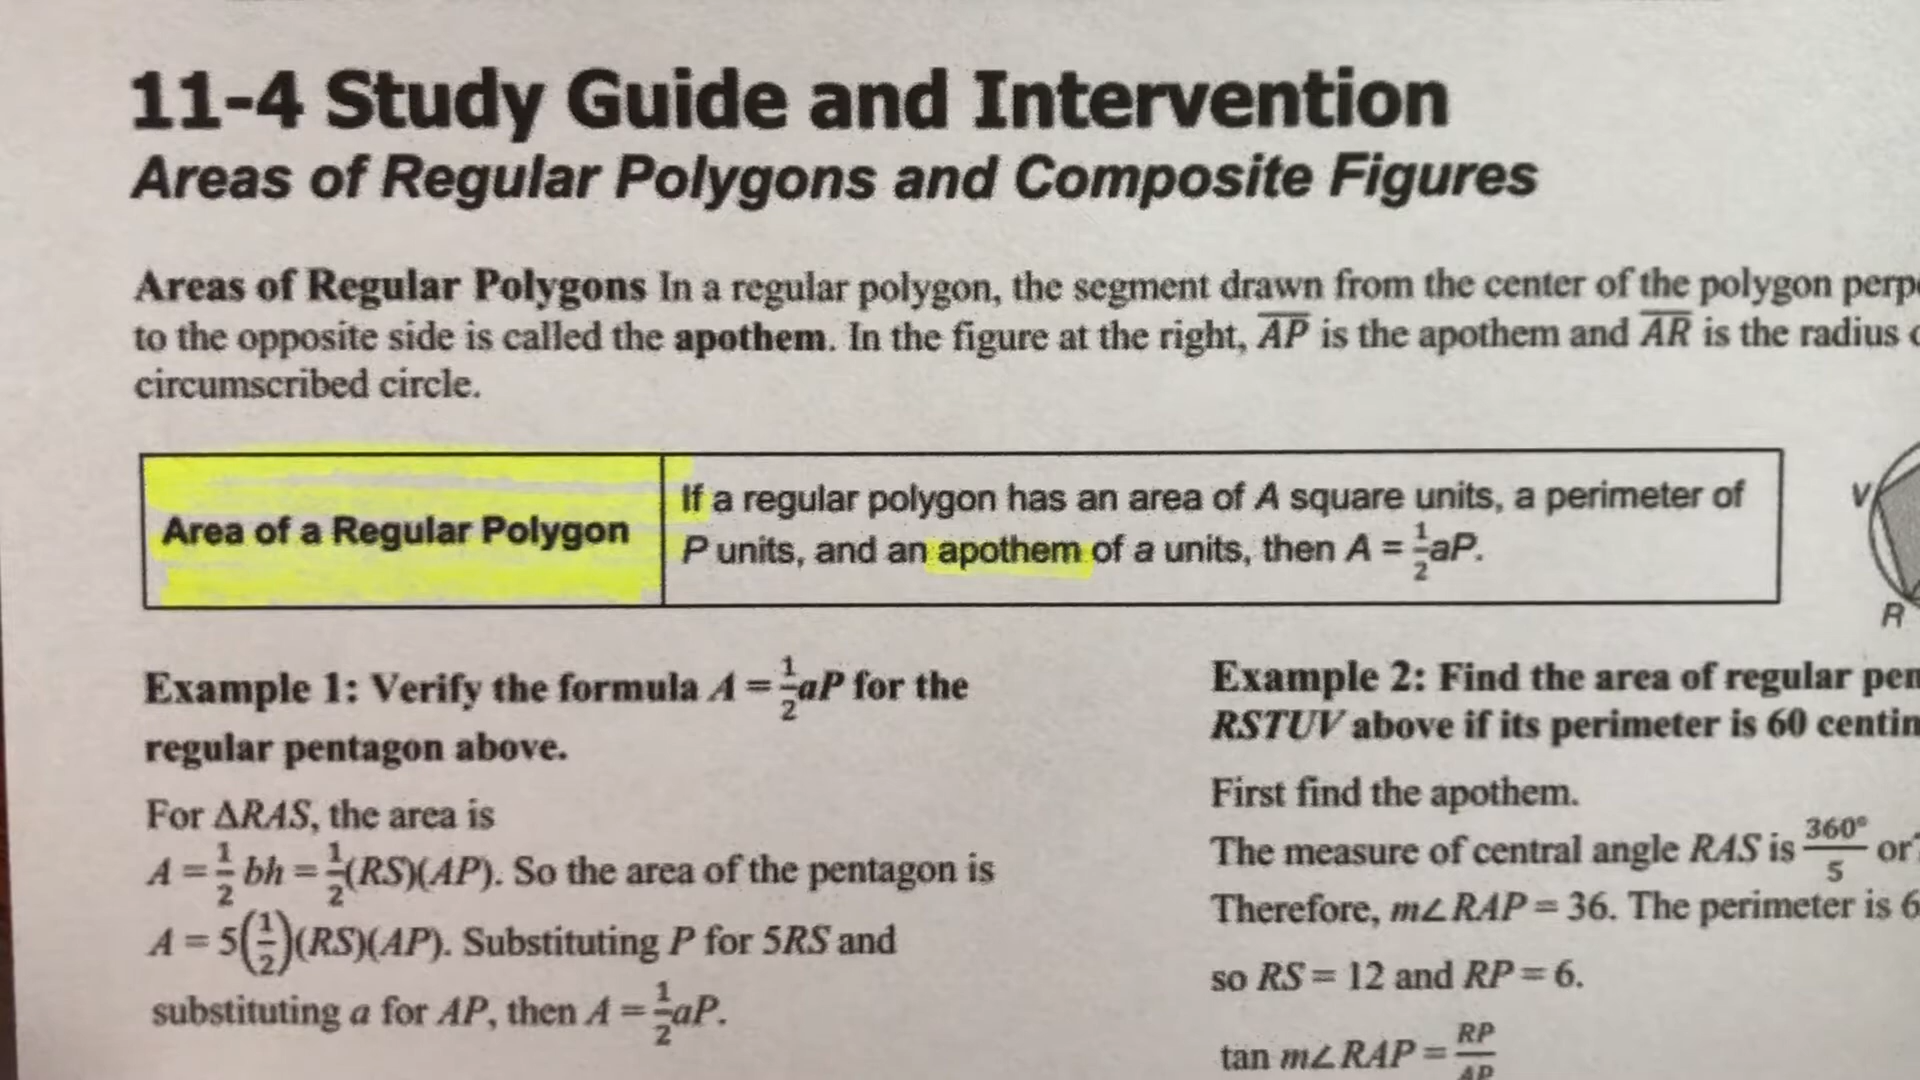 11-4 Study Guide and Intervention
Areas of Regular Polygons and Composite Figures
Areas of Regular Polygons In a regular polygon, the segment drawn from the center of the polygon
to the opposite side is called the apothem. In the figure at the right, A̅P̅ is the apothem and A̅R̅ is the radius
circumscribed circle.
Area of a Regular Polygon
If a regular polygon has an area of A square units, a perimeter of
P units, and an apothem of a units, then A = ½aP.
V
R
Example 1: Verify the formula A = ½aP for the
regular pentagon above.
For ΔRAS, the area is
A = ½ bh = ½(RS)(AP). So the area of the pentagon is
A = 5(½)(RS)(AP). Substituting P for 5RS and
substituting a for AP, then A = ½aP.
Example 2: Find the area of regular
RSTUV above if its perimeter is 60
First find the apothem.
The measure of central angle RAS is 360°/5 or
Therefore, m∠RAP = 36. The perimeter is
so RS = 12 and RP = 6.
tan m∠RAP = RP/AP